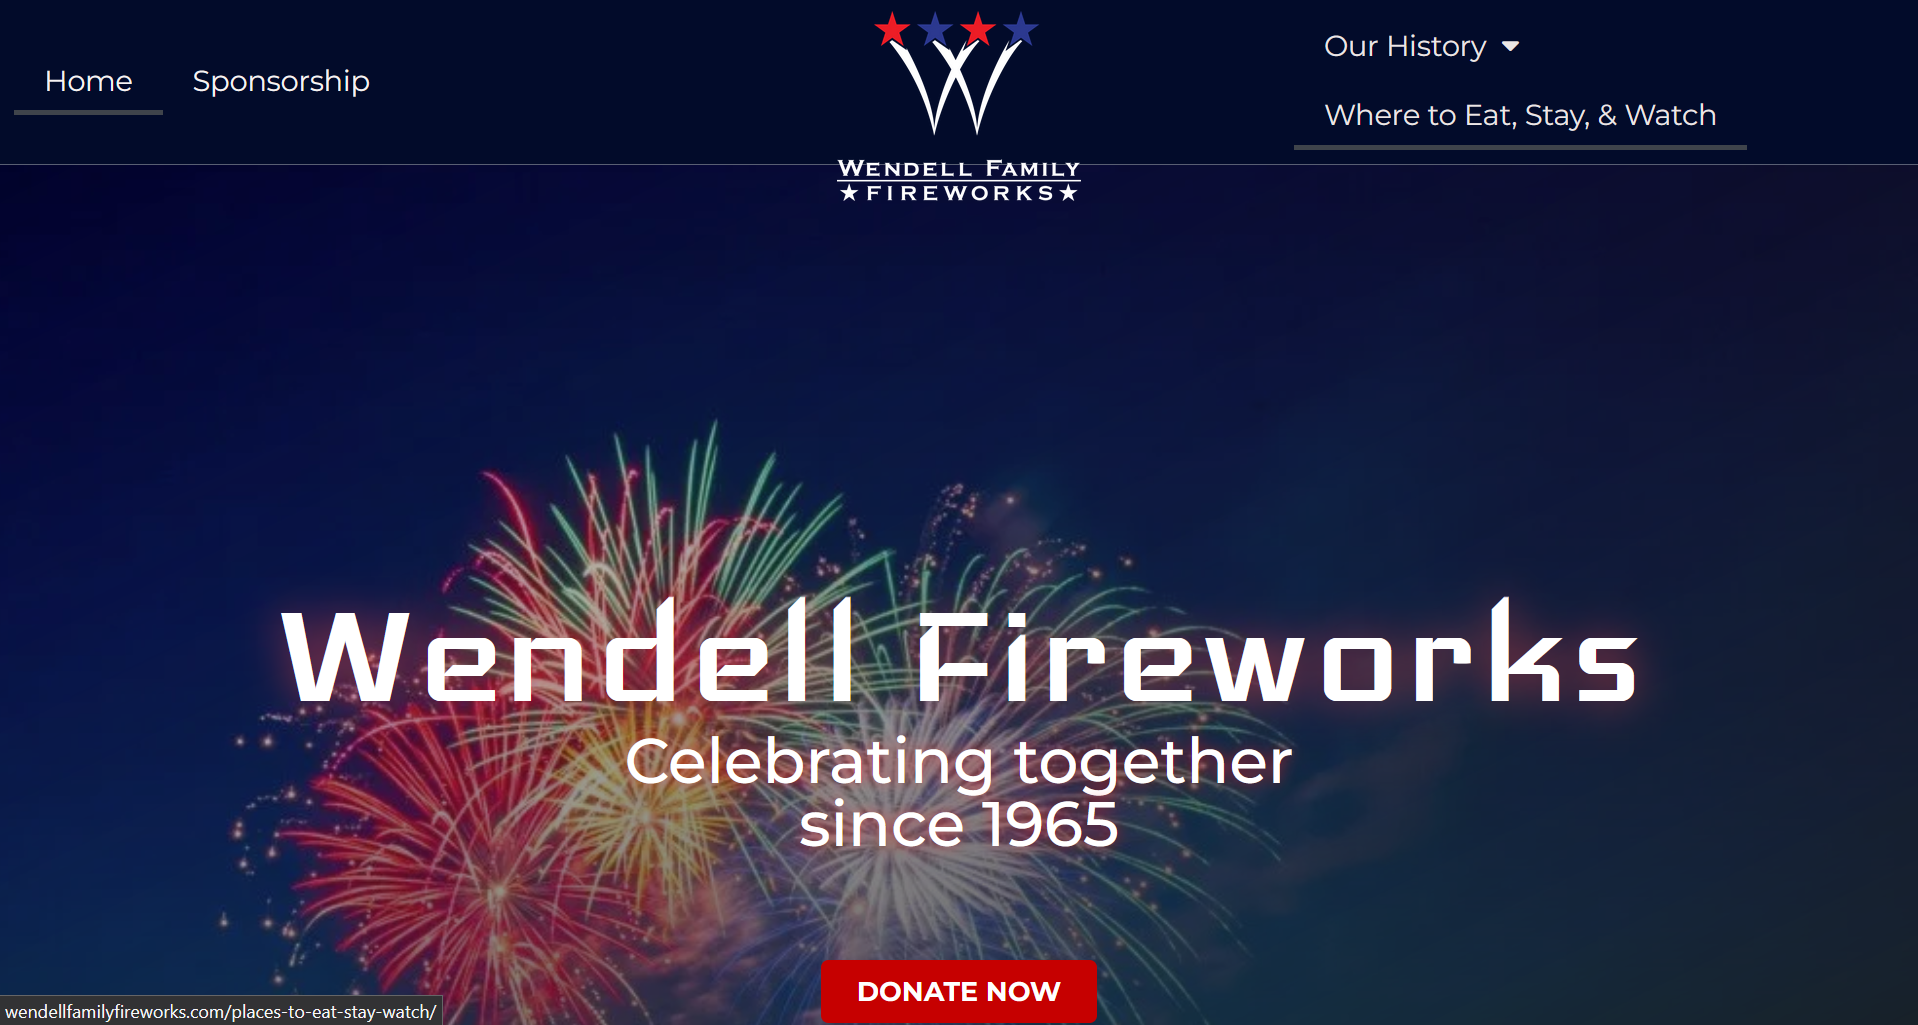 Home
Sponsorship
WENDELL FAMILY
★FIREWORKS★
Our History
Where to Eat, Stay, & Watch
Wendell Fireworks
Celebrating together
since 1965
DONATE NOW
wendellfamilyfireworks.com/places-to-eat-stay-watch/